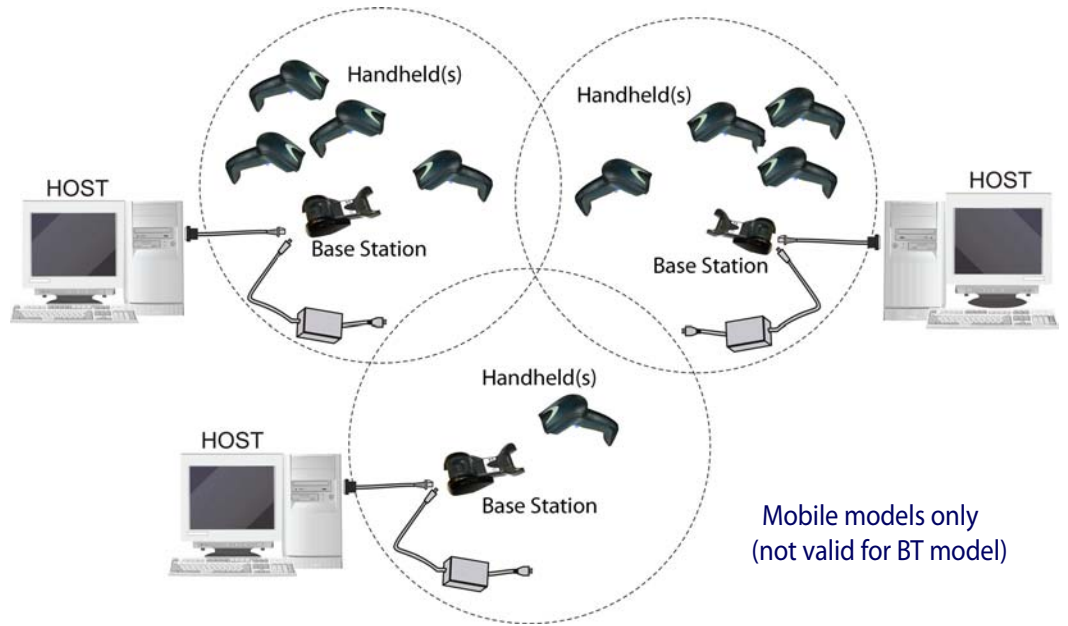 Handheld(s)
Handheld(s)
HOST
HOST
Base Station
Base Station
Handheld(s)
HOST
Base Station
Mobile models only
(not valid for BT model)